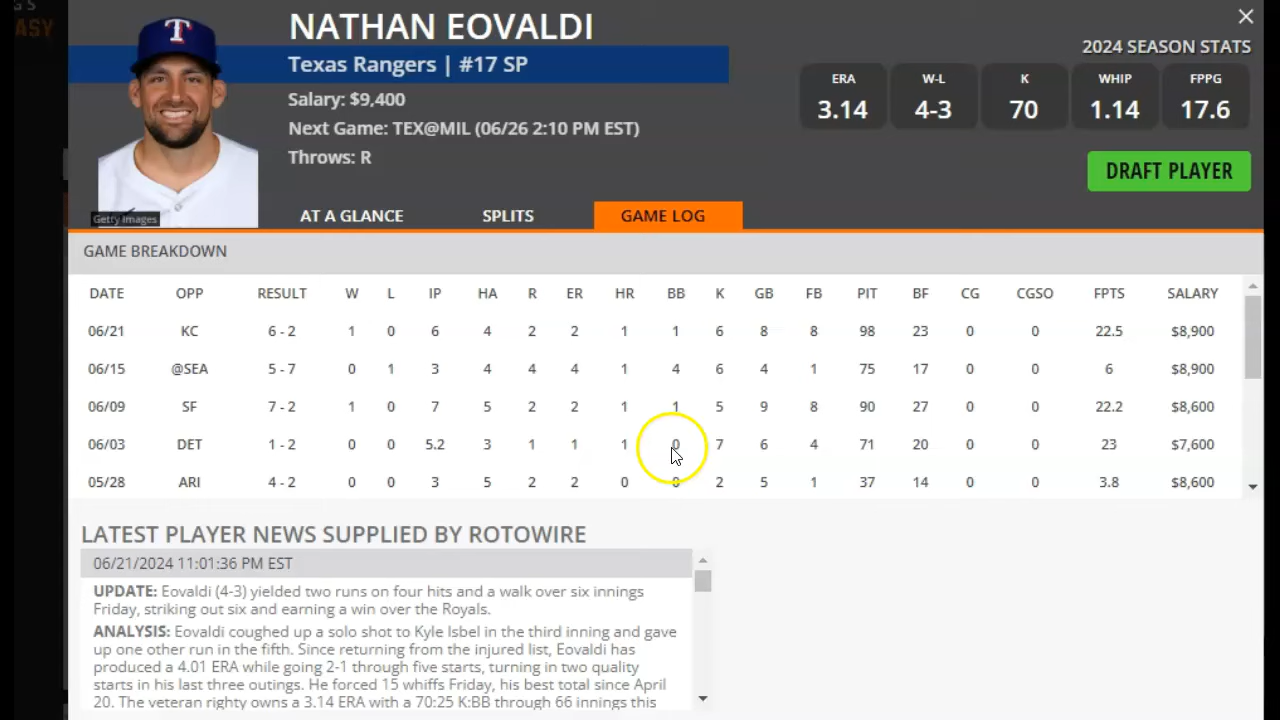 G'S
ASY
NATHAN EOVALDI
Texas Rangers | #17 SP
Salary: $9,400
Next Game: TEX@MIL (06/26 2:10 PM EST)
Throws: R
Getty Images
2024 SEASON STATS
ERA W-L K WHIP FPPG
3.14 4-3 70 1.14 17.6
DRAFT PLAYER
AT A GLANCE SPLITS GAME LOG
GAME BREAKDOWN
DATE OPP RESULT W L IP HA R ER HR BB K GB FB PIT BF CG CGSO FPTS SALARY
06/21 KC 6 - 2 1 0 6 4 2 2 1 1 6 8 8 98 23 0 0 22.5 $8,900
06/15 @SEA 5 - 7 0 1 3 4 4 4 1 4 6 4 1 75 17 0 0 6 $8,900
06/09 SF 7 - 2 1 0 7 5 2 2 1 1 5 9 8 90 27 0 0 22.2 $8,600
06/03 DET 1 - 2 0 0 5.2 3 1 1 1 0 7 6 4 71 20 0 0 23 $7,600
05/28 ARI 4 - 2 0 0 3 5 2 2 0 0 2 5 1 37 14 0 0 3.8 $8,600
LATEST PLAYER NEWS SUPPLIED BY ROTOWIRE
06/21/2024 11:01:36 PM EST
UPDATE: Eovaldi (4-3) yielded two runs on four hits and a walk over six innings
Friday, striking out six and earning a win over the Royals.
ANALYSIS: Eovaldi coughed up a solo shot to Kyle Isbel in the third inning and gave
up one other run in the fifth. Since returning from the injured list, Eovaldi has
produced a 4.01 ERA while going 2-1 through five starts, turning in two quality
starts in his last three outings. He forced 15 whiffs Friday, his best total since April
20. The veteran righty owns a 3.14 ERA with a 70:25 K:BB through 66 innings this